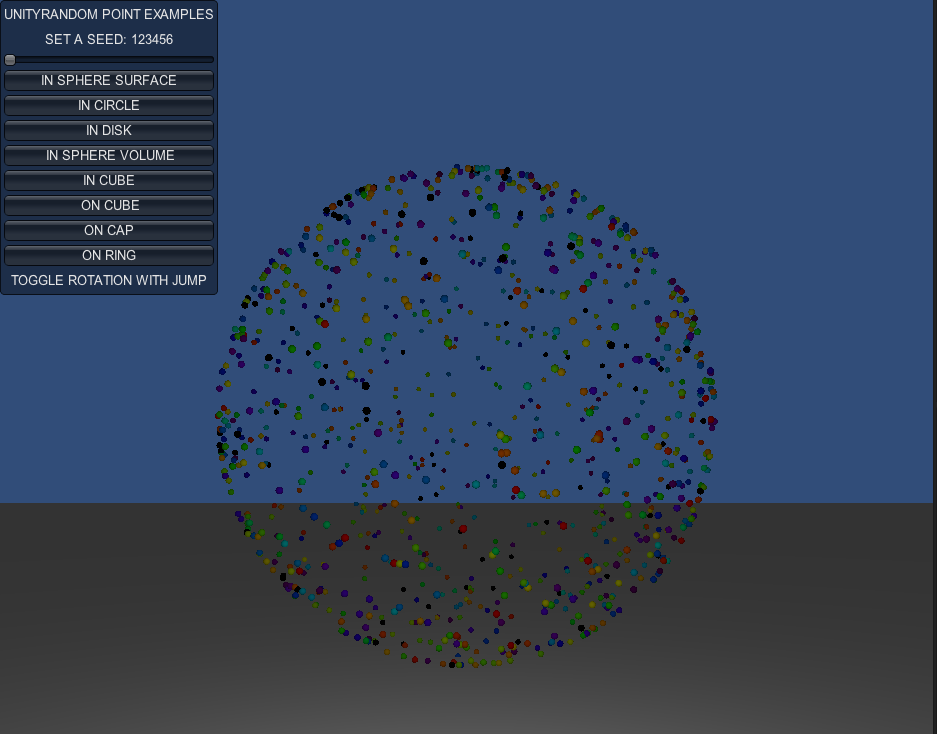 UNITYRANDOM POINT EXAMPLES
SET A SEED: 123456
IN SPHERE SURFACE
IN CIRCLE
IN DISK
IN SPHERE VOLUME
IN CUBE
ON CUBE
ON CAP
ON RING
TOGGLE ROTATION WITH JUMP